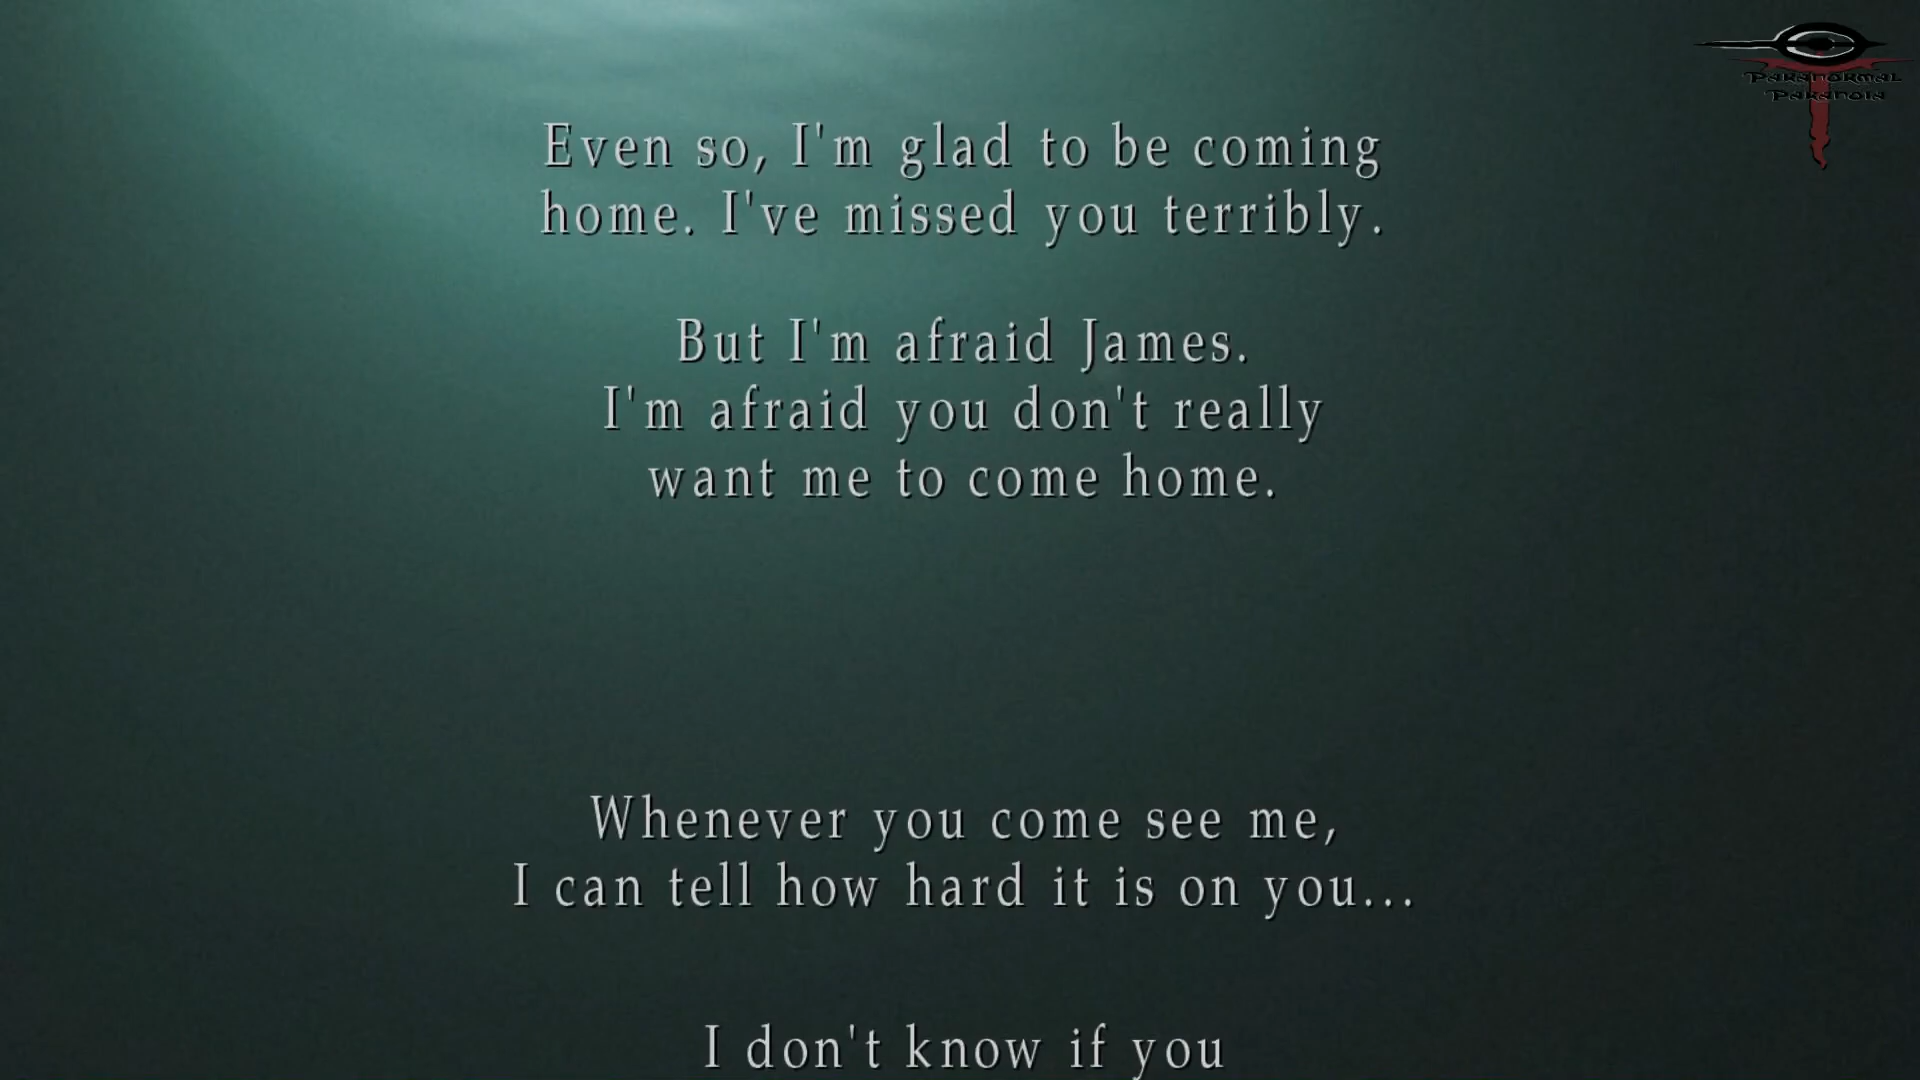 Paranormal
Paranoia
Even so, I'm glad to be coming
home. I've missed you terribly.
But I'm afraid James.
I'm afraid you don't really
want me to come home.
Whenever you come see me,
I can tell how hard it is on you...
I don't know if you